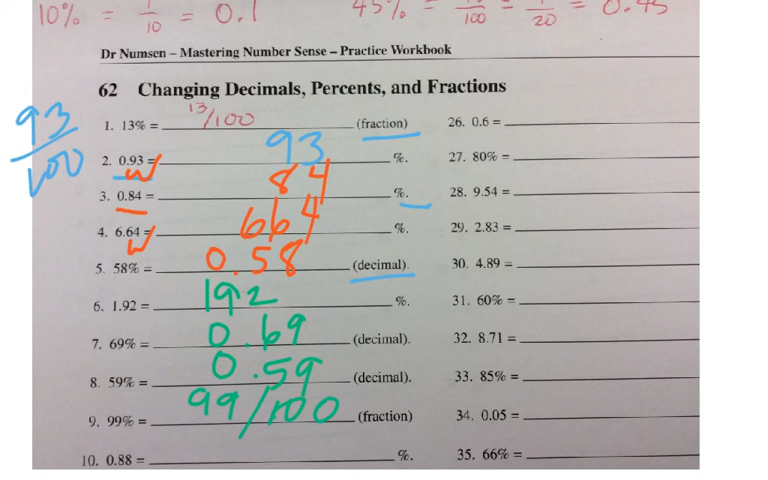 10% = 1/10 = 0.1
45% = /100 = /20 = 0.45
Dr Numsen – Mastering Number Sense – Practice Workbook
62 Changing Decimals, Percents, and Fractions
93/100
1. 13% = 13/100 (fraction)
2. 0.93 = 93 %.
3. 0.84 = 84 %.
4. 6.64 = 664 %.
5. 58% = 0.58 (decimal).
6. 1.92 = 192 %.
7. 69% = 0.69 (decimal).
8. 59% = 0.59 (decimal).
9. 99% = 99/100 (fraction)
10. 0.88 = %.
26. 0.6 =
27. 80% =
28. 9.54 =
29. 2.83 =
30. 4.89 =
31. 60% =
32. 8.71 =
33. 85% =
34. 0.05 =
35. 66% =